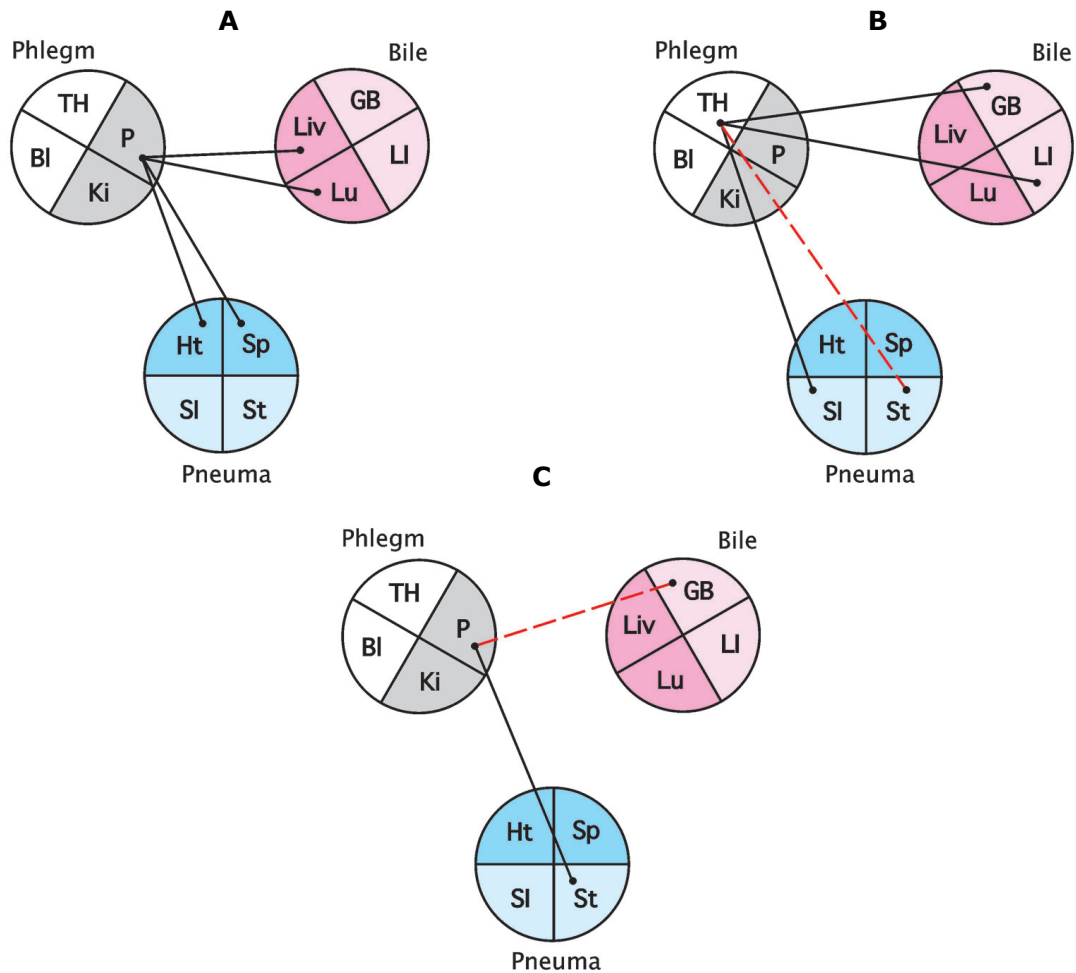 A
Phlegm
Bile
TH
P
Bl
Ki
GB
Liv
LI
Lu
Ht
Sp
SI
St
Pneuma
B
Phlegm
Bile
TH
P
Bl
Ki
GB
Liv
LI
Lu
Ht
Sp
SI
St
Pneuma
C
Phlegm
Bile
TH
P
Bl
Ki
GB
Liv
LI
Lu
Ht
Sp
SI
St
Pneuma